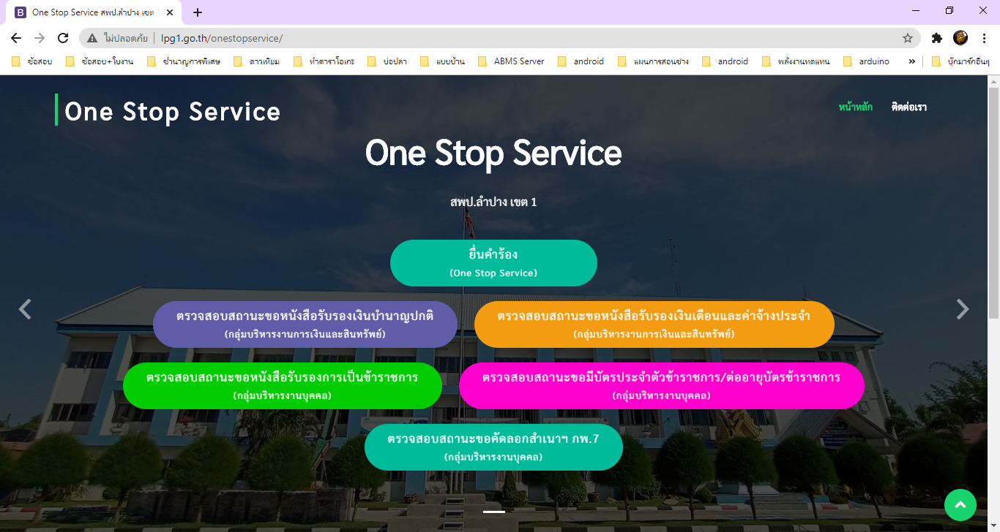 One Stop Service สพป.ลำปาง เขต
ไม่ปลอดภัย lpg1.go.th/onestopservice/
ข้อสอบ ข้อสอบ+ใบงาน ชำนาญการพิเศษ ดาวเทียม ทำคาราโอเกะ บ่อปลา แบบบ้าน ABMS Server android แผนการสอนช่าง android พลังงานทดแทน arduino » บุ๊กมาร์กอื่นๆ
One Stop Service
หน้าหลัก ติดต่อเรา
One Stop Service
สพป.ลำปาง เขต 1
ยื่นคำร้อง
(One Stop Service)
ตรวจสอบสถานะขอหนังสือรับรองเงินบำนาญปกติ
(กลุ่มบริหารงานการเงินและสินทรัพย์)
ตรวจสอบสถานะขอหนังสือรับรองเงินเดือนและค่าจ้างประจำ
(กลุ่มบริหารงานการเงินและสินทรัพย์)
ตรวจสอบสถานะขอหนังสือรับรองการเป็นข้าราชการ
(กลุ่มบริหารงานบุคคล)
ตรวจสอบสถานะขอมีบัตรประจำตัวข้าราชการ/ต่ออายุบัตรข้าราชการ
(กลุ่มบริหารงานบุคคล)
ตรวจสอบสถานะขอคัดลอกสำเนาฯ กพ.7
(กลุ่มบริหารงานบุคคล)